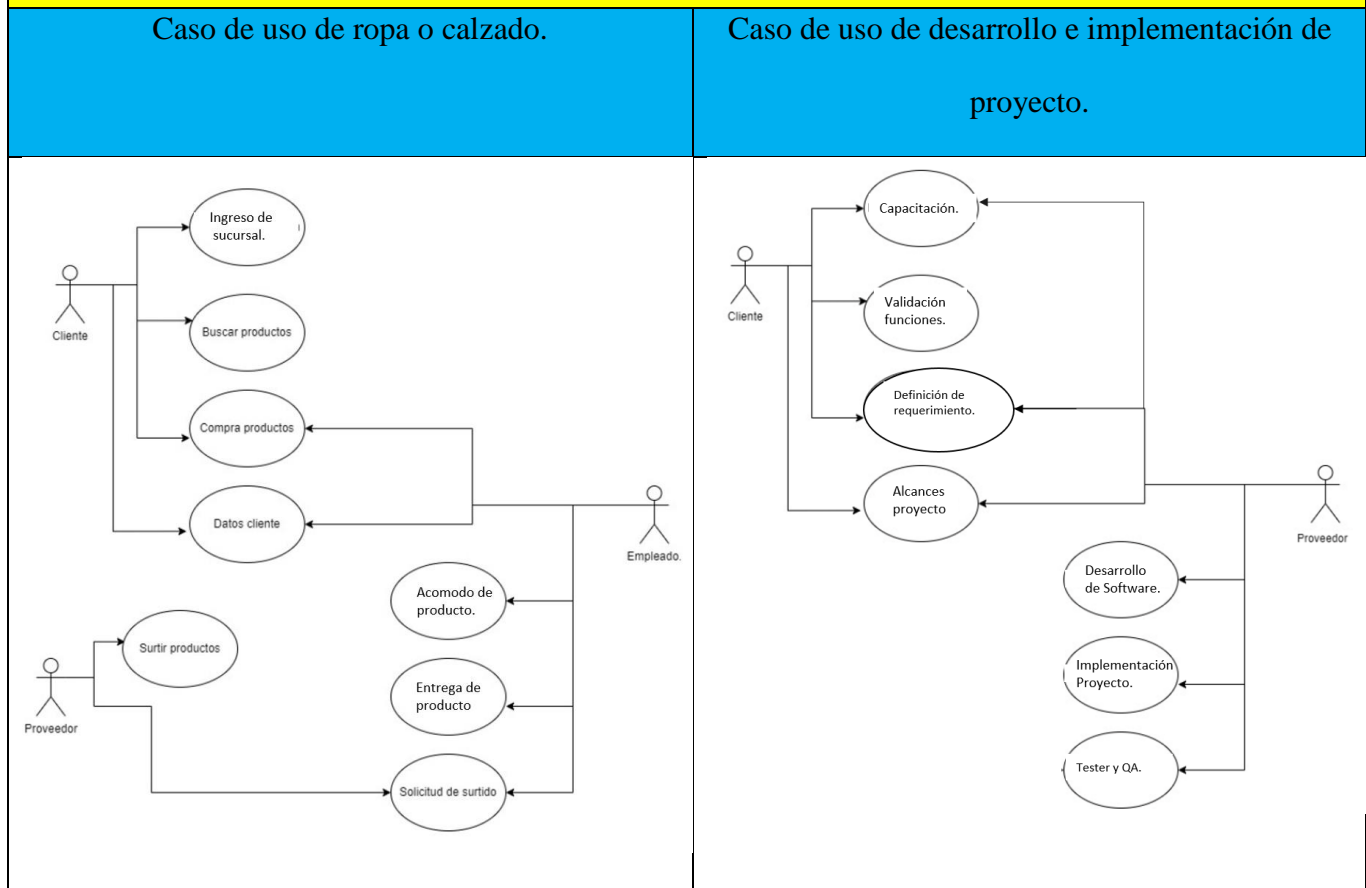 Caso de uso de ropa o calzado.
Caso de uso de desarrollo e implementación de
proyecto.
Ingreso de
sucursal.
Cliente
Buscar productos
Compra productos
Datos cliente
Empleado.
Acomodo de
producto.
Surtir productos
Entrega de
producto
Proveedor
Solicitud de surtido
Capacitación.
Cliente
Validación
funciones.
Definición de
requerimiento.
Alcances
proyecto
Proveedor
Desarrollo
de Software.
Implementación
Proyecto.
Tester y QA.